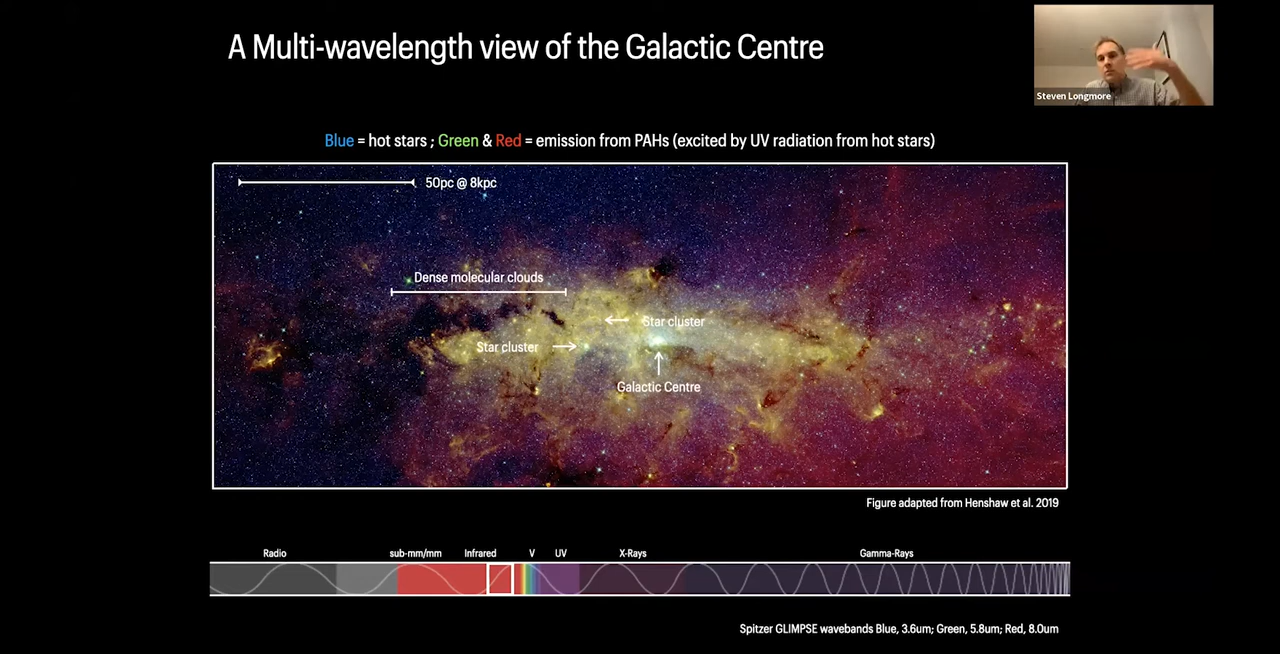 A Multi-wavelength view of the Galactic Centre
Steven Longmore
Blue = hot stars ; Green & Red = emission from PAHs (excited by UV radiation from hot stars)
50pc @ 8kpc
Dense molecular clouds
Star cluster
Star cluster
Galactic Centre
Figure adapted from Henshaw et al. 2019
Radio sub-mm/mm Infrared V UV X-Rays Gamma-Rays
Spitzer GLIMPSE wavebands Blue, 3.6um; Green, 5.8um; Red, 8.0um